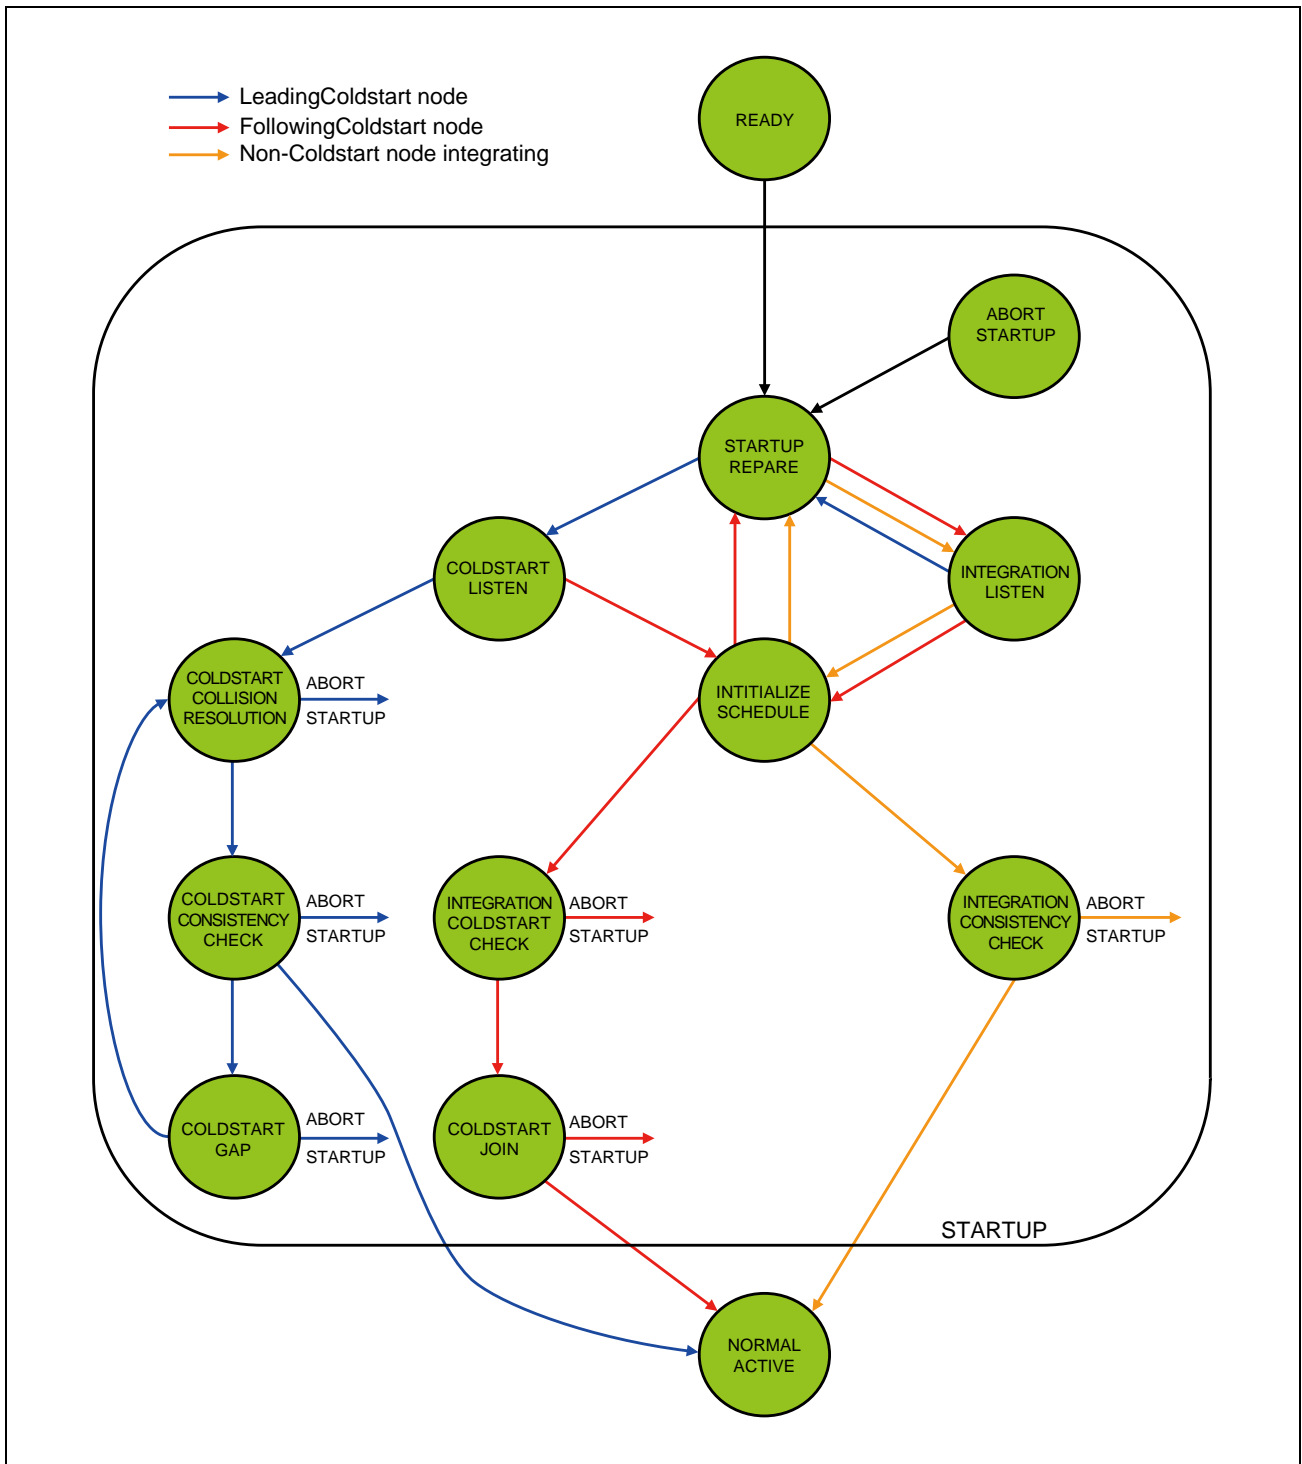 LeadingColdstart node
FollowingColdstart node
Non-Coldstart node integrating
READY
ABORT
STARTUP
STARTUP
REPARE
COLDSTART
LISTEN
INTEGRATION
LISTEN
COLDSTART
COLLISION
RESOLUTION
ABORT
STARTUP
INTITIALIZE
SCHEDULE
COLDSTART
CONSISTENCY
CHECK
ABORT
STARTUP
INTEGRATION
COLDSTART
CHECK
ABORT
STARTUP
INTEGRATION
CONSISTENCY
CHECK
ABORT
STARTUP
COLDSTART
GAP
ABORT
STARTUP
COLDSTART
JOIN
ABORT
STARTUP
STARTUP
NORMAL
ACTIVE